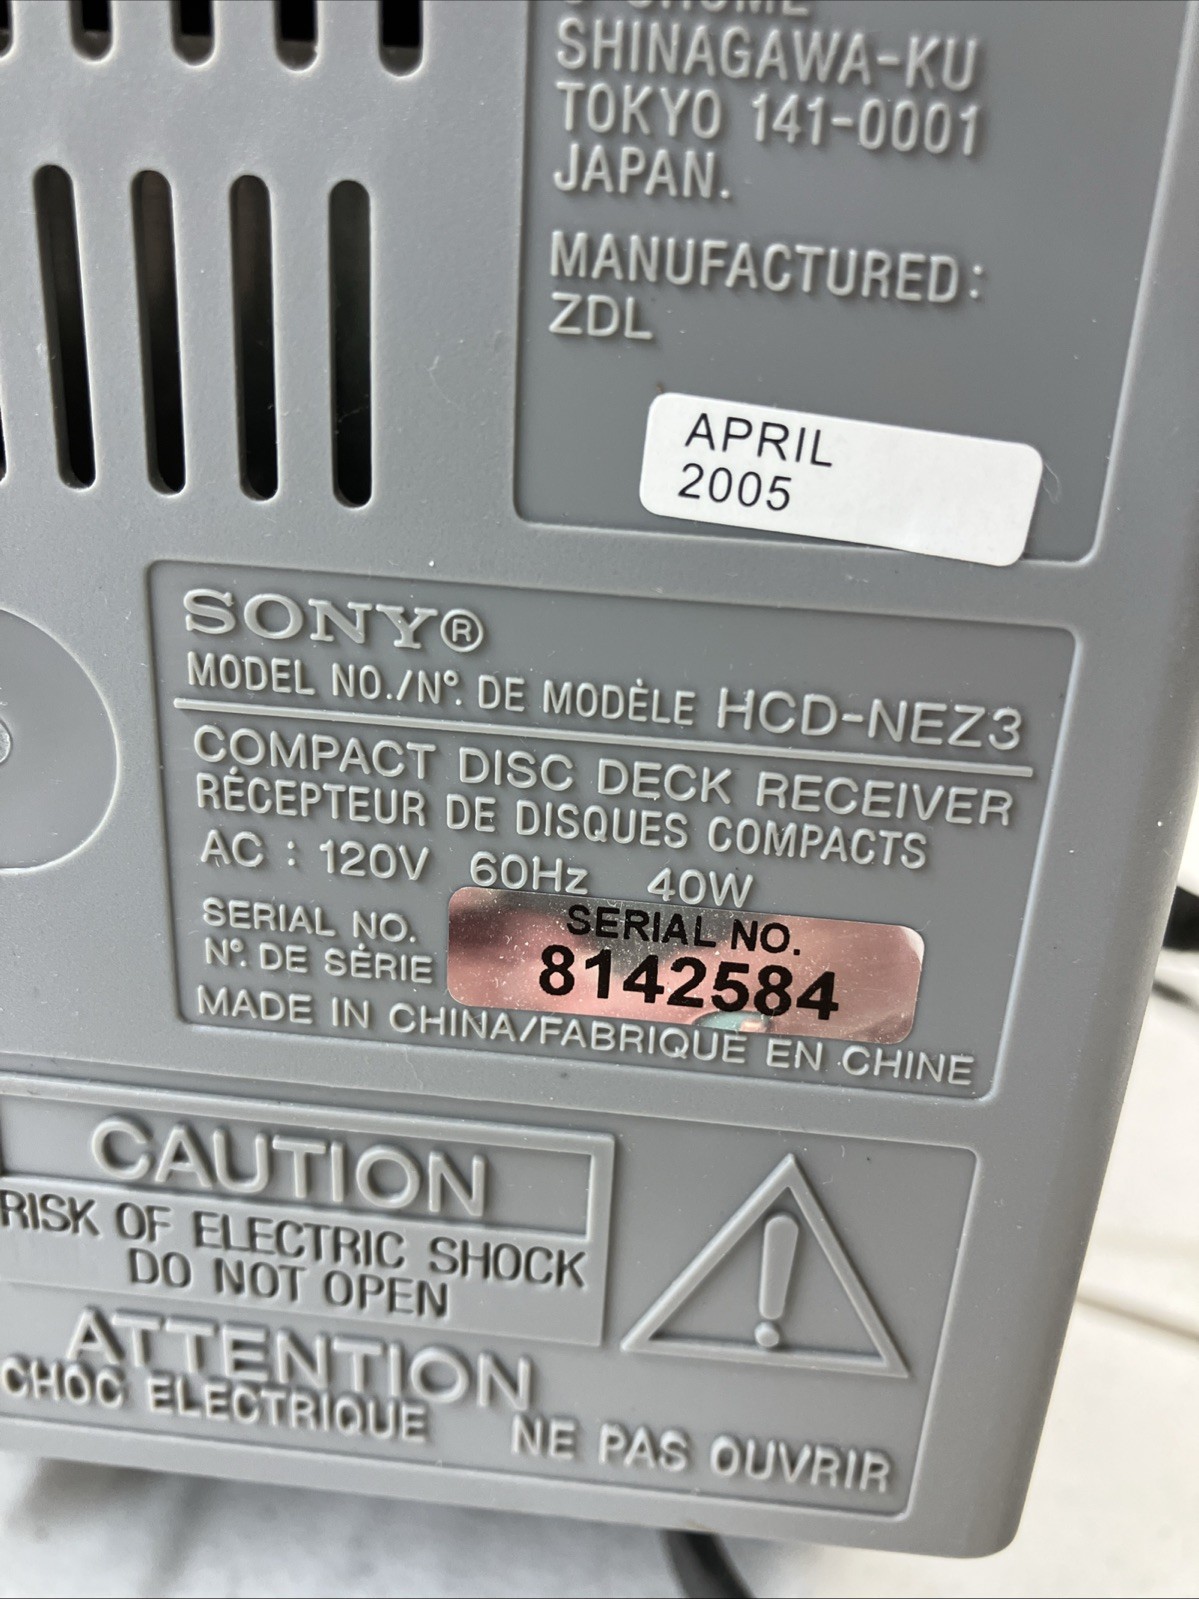 SHINAGAWA-KU
TOKYO 141-0001
JAPAN.
MANUFACTURED:
ZDL
APRIL
2005
SONY®
MODEL NO./N°. DE MODÈLE HCD-NEZ3
COMPACT DISC DECK RECEIVER
RÉCEPTEUR DE DISQUES COMPACTS
AC : 120V 60Hz 40W
SERIAL NO.
N°. DE SÉRIE
SERIAL NO.
8142584
MADE IN CHINA/FABRIQUE EN CHINE
CAUTION
RISK OF ELECTRIC SHOCK
DO NOT OPEN
ATTENTION
CHOC ELECTRIQUE NE PAS OUVRIR